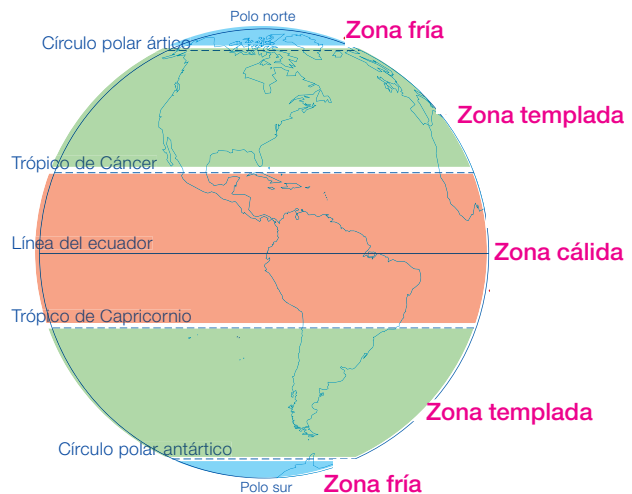 Polo norte
Zona fría
Círculo polar ártico
Zona templada
Trópico de Cáncer
Línea del ecuador
Zona cálida
Trópico de Capricornio
Zona templada
Círculo polar antártico
Zona fría
Polo sur